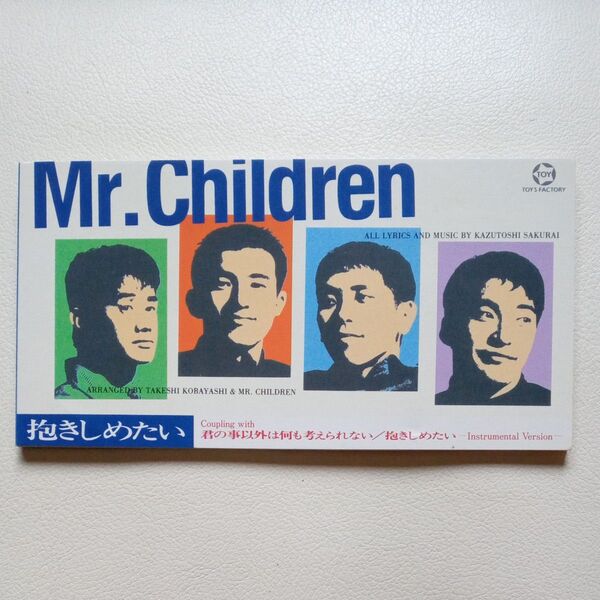 Mr. Children
TOY
TOY'S FACTORY
ALL LYRICS AND MUSIC BY KAZUTOSHI SAKURAI
ARRANGED BY TAKESHI KOBAYASHI & MR. CHILDREN
抱きしめたい
Coupling with
君の事以外は何も考えられない／抱きしめたい —Instrumental Version—